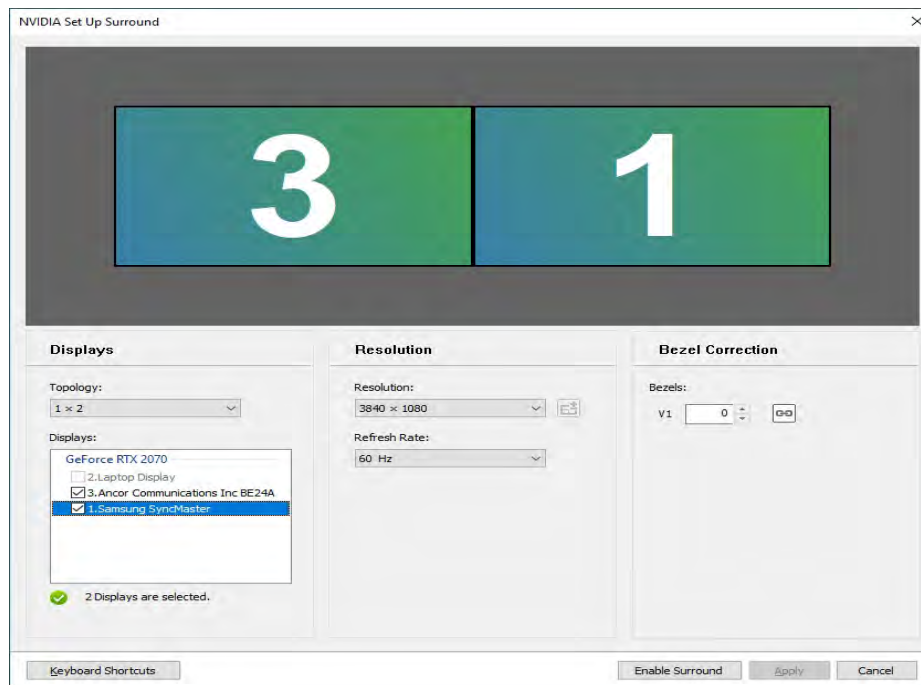 NVIDIA Set Up Surround
3 1
Displays
Topology:
1 × 2
Displays:
GeForce RTX 2070
2.Laptop Display
3.Ancor Communications Inc BE24A
1.Samsung SyncMaster
2 Displays are selected.
Resolution
Resolution:
3840 × 1080
Refresh Rate:
60 Hz
Bezel Correction
Bezels:
V1 0
Keyboard Shortcuts
Enable Surround
Apply
Cancel